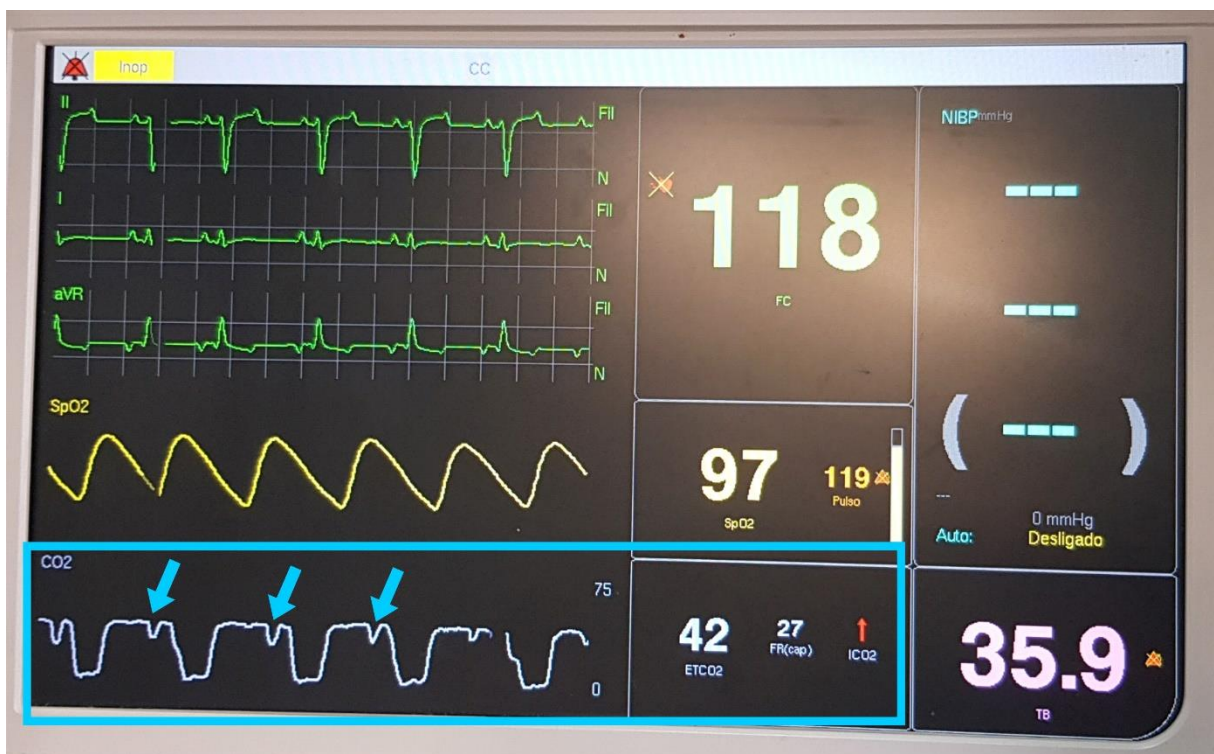 Inop
CC
II
FII
N
I
FII
N
aVR
FII
N
118
FC
NIBP mmHg
---
---
( --- )
---
0 mmHg
Auto:
Desligado
SpO2
97
SpO2
119
Pulso
CO2
75
0
42
ETCO2
27
FR(cap)
ICO2
35.9
TB